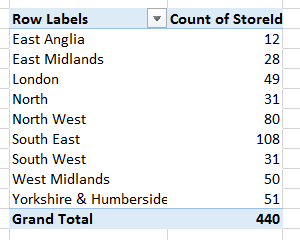 Row Labels Count of StoreId
East Anglia 12
East Midlands 28
London 49
North 31
North West 80
South East 108
South West 31
West Midlands 50
Yorkshire & Humberside 51
Grand Total 440